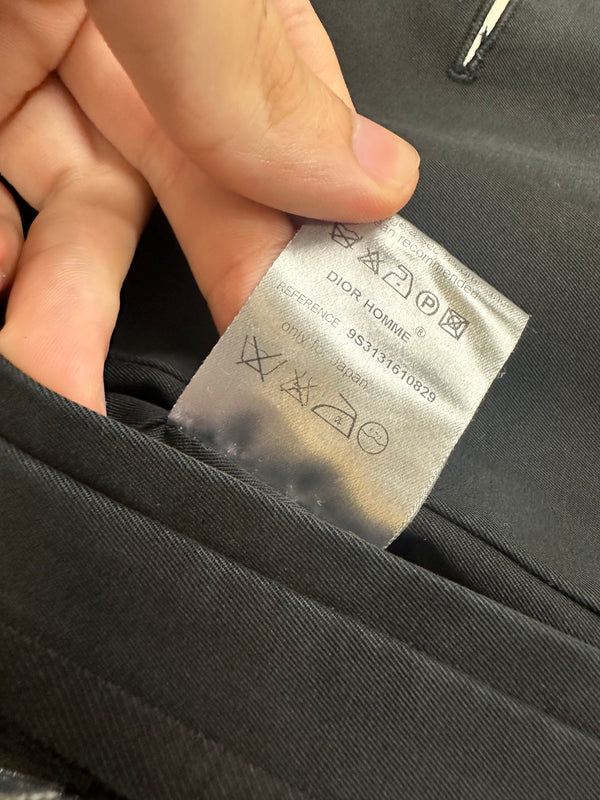 recommended
P
DIOR HOMME ®
REFERENCE 9S3131610829
only for Japan.